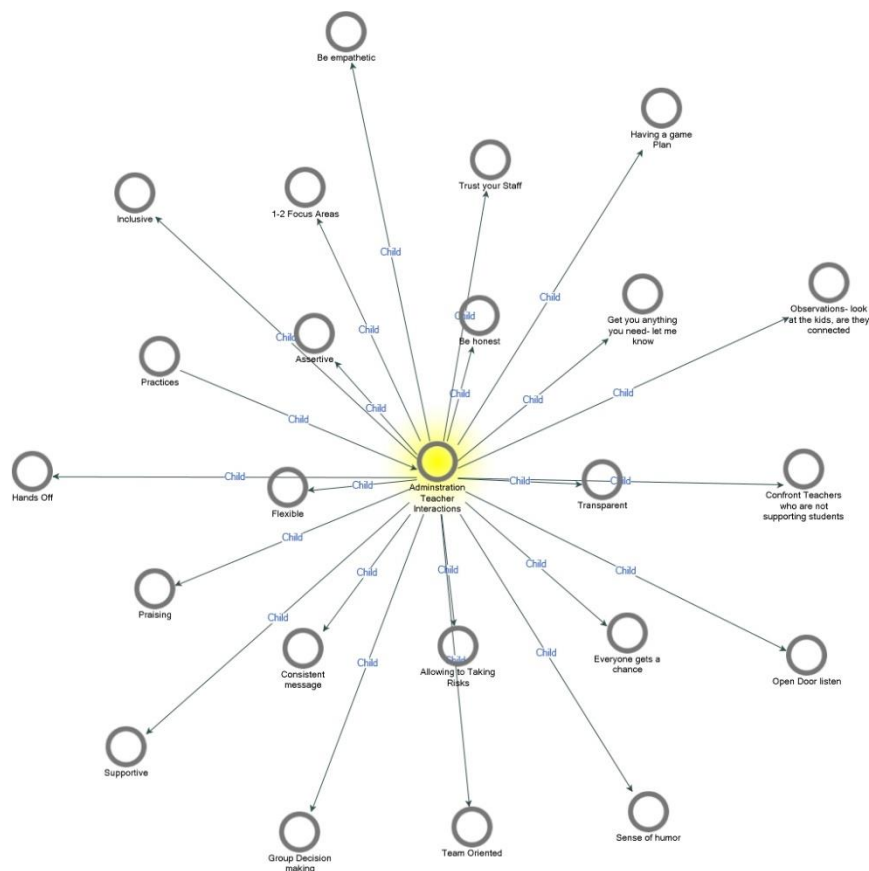 Be empathetic
Having a game
Plan
Trust your Staff
1-2 Focus Areas
Inclusive
Child
Child
Child
Observations- look
at the kids, are they
connected
Get you anything
you need- let me
know
Child
Be honest
Child
Child
Assertive
Practices
Child
Child
Child
Child
Child
Child
Adminstration
Teacher
Interactions
Hands Off
Child
Flexible
Child
Child
Transparent
Child
Confront Teachers
who are not
supporting students
Child
Child
Child
Child
Praising
Consistent
message
Child
Child
Allowing to Taking
Risks
Child
Everyone gets a
chance
Open Door listen
Supportive
Group Decision
making
Team Oriented
Sense of humor